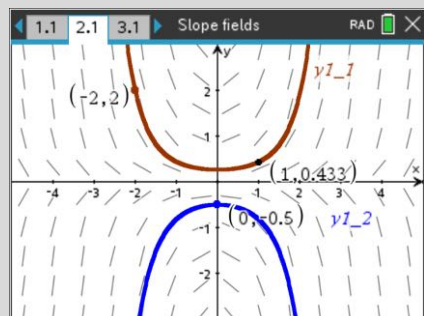 1.1 2.1 3.1 Slope fields RAD
y
y1_1
(-2,2)
2
1
(1,0.433)
x
-4 -3 -2 -1 1 2 4
(0,-0.5) y1_2
-1
-2